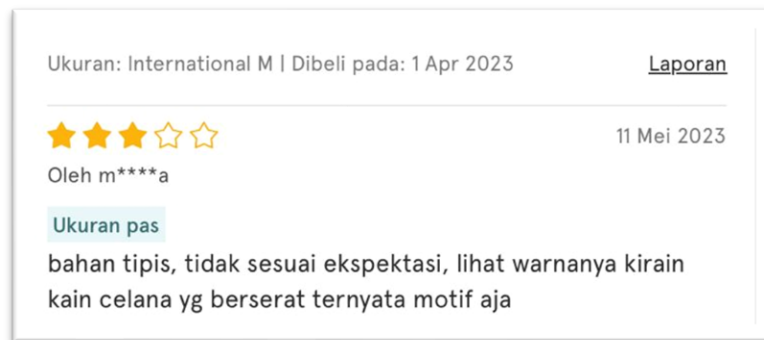 Ukuran: International M | Dibeli pada: 1 Apr 2023
Laporan
11 Mei 2023
Oleh m****a
Ukuran pas
bahan tipis, tidak sesuai ekspektasi, lihat warnanya kirain
kain celana yg berserat ternyata motif aja